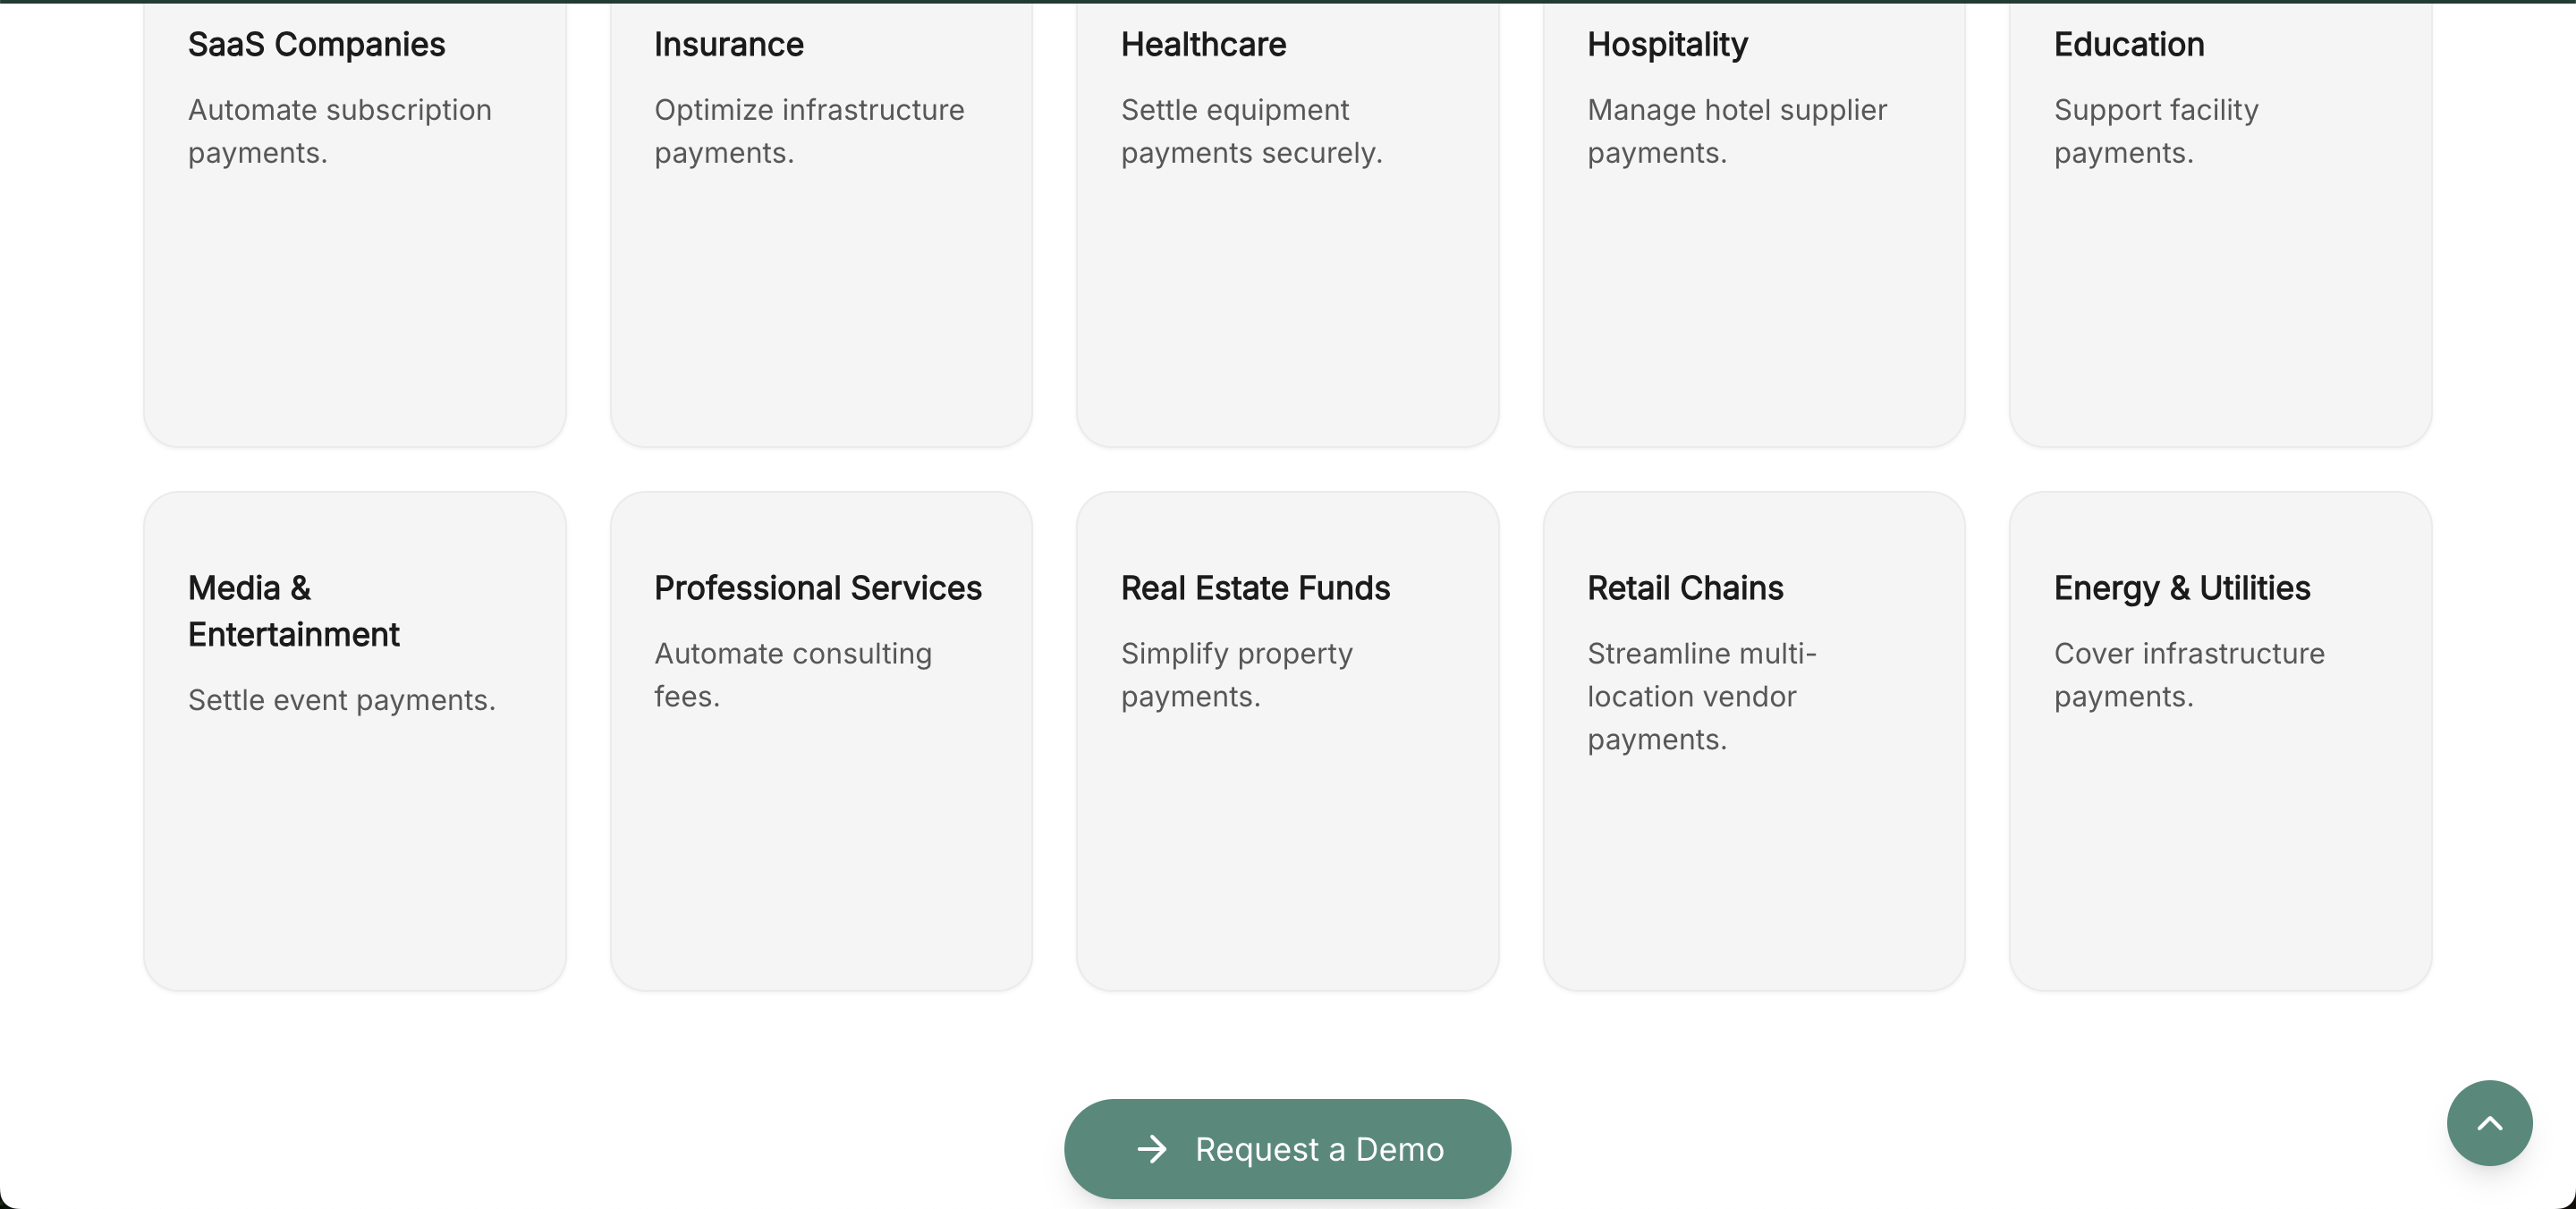 SaaS Companies
Automate subscription
payments.
Insurance
Optimize infrastructure
payments.
Healthcare
Settle equipment
payments securely.
Hospitality
Manage hotel supplier
payments.
Education
Support facility
payments.
Media &
Entertainment
Settle event payments.
Professional Services
Automate consulting
fees.
Real Estate Funds
Simplify property
payments.
Retail Chains
Streamline multi-
location vendor
payments.
Energy & Utilities
Cover infrastructure
payments.
Request a Demo